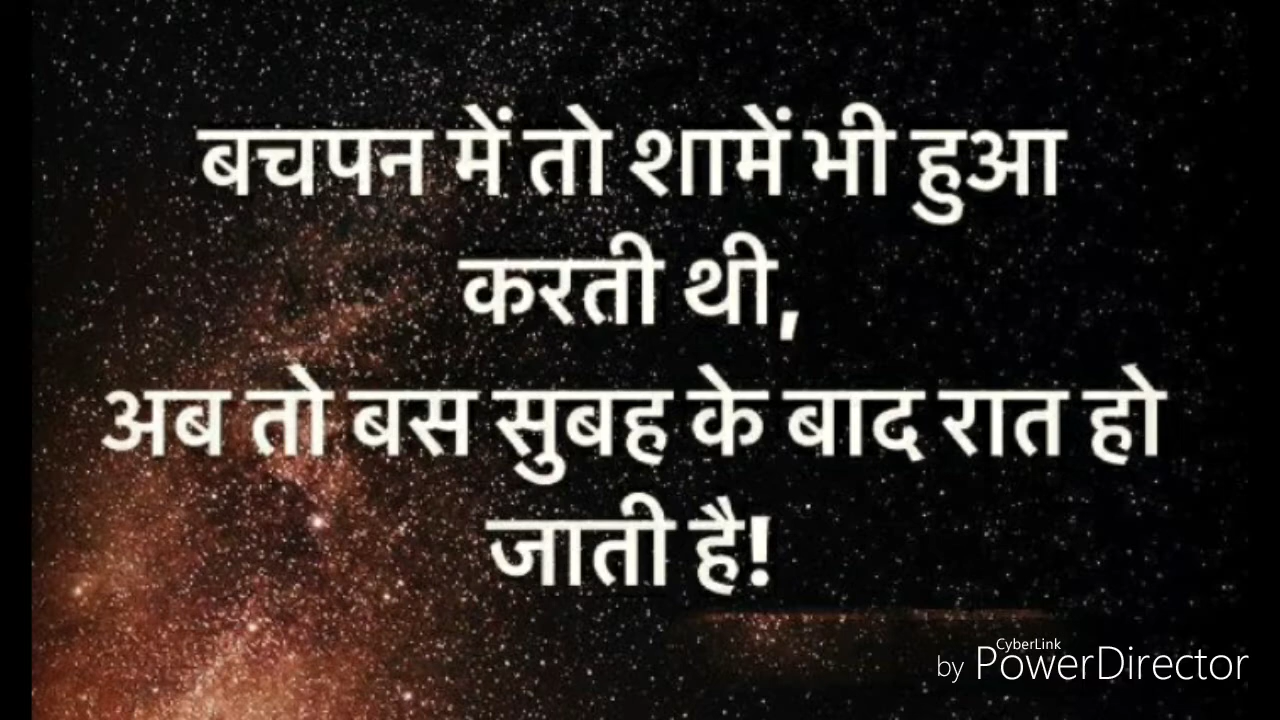 बचपन में तो शामें भी हुआ
करती थी,
अब तो बस सुबह के बाद रात हो
जाती है!
CyberLink
by PowerDirector